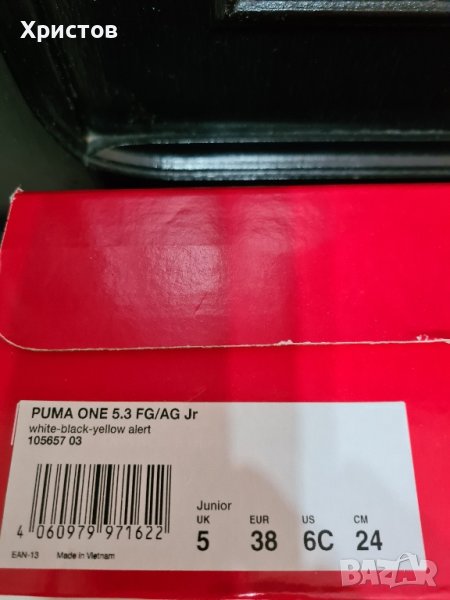 Христов
PUMA ONE 5.3 FG/AG Jr
white-black-yellow alert
105657 03
4 060979 971622
EAN-13 Made in Vietnam
Junior
UK EUR US CM
5 38 6C 24
BAZAR